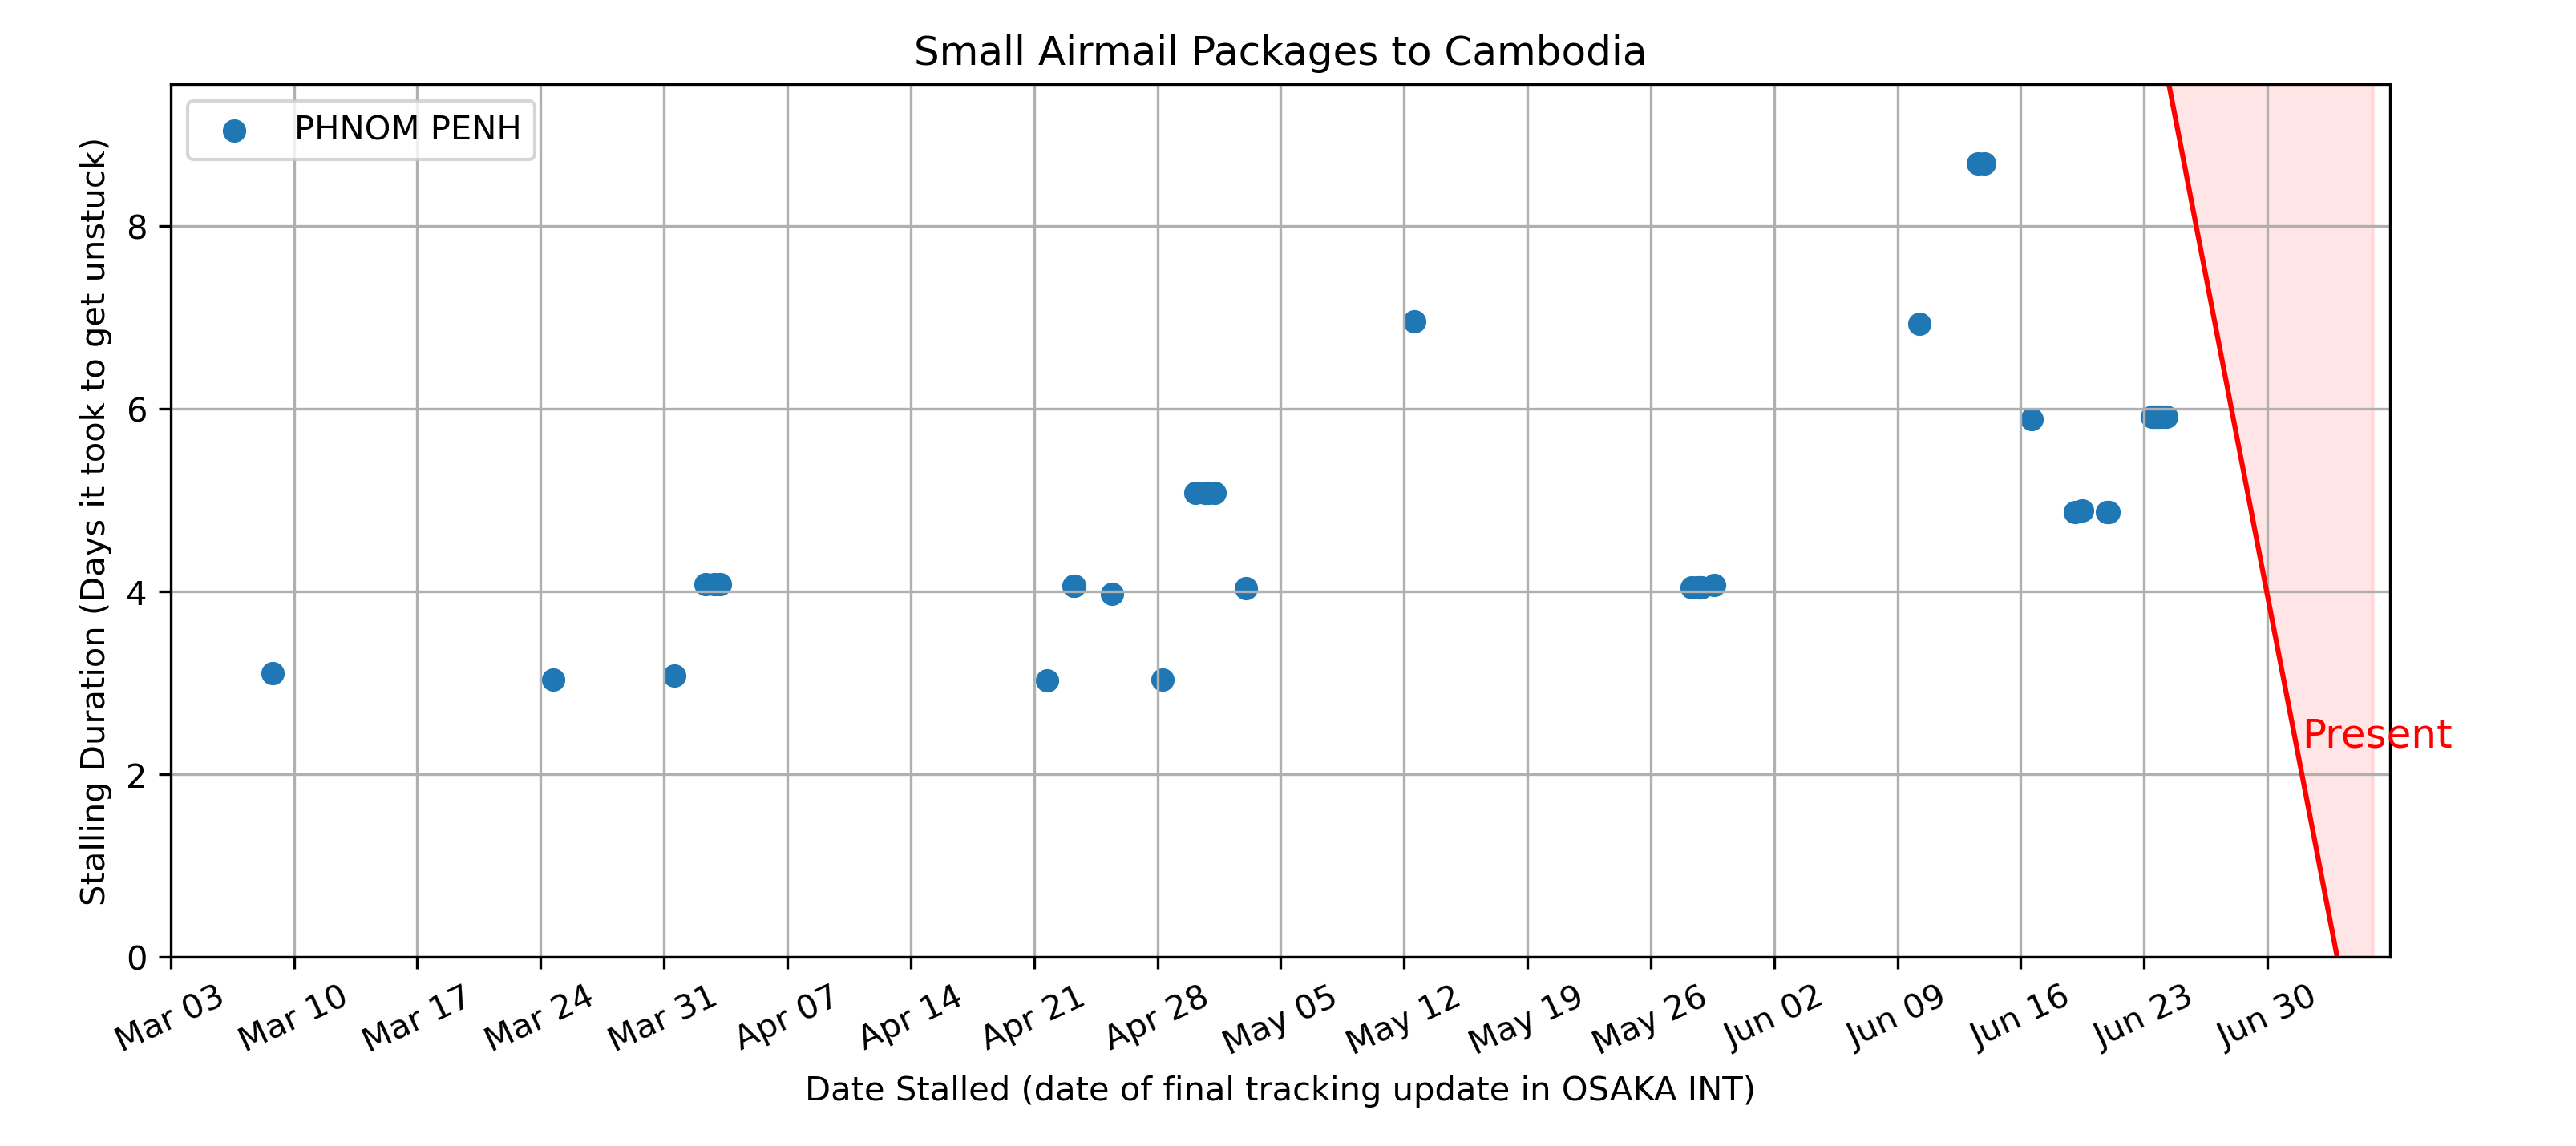 Small Airmail Packages to Cambodia
PHNOM PENH
Stalling Duration (Days it took to get unstuck)
8
6
4
2
0
Present
Mar 03
Mar 10
Mar 17
Mar 24
Mar 31
Apr 07
Apr 14
Apr 21
Apr 28
May 05
May 12
May 19
May 26
Jun 02
Jun 09
Jun 16
Jun 23
Jun 30
Date Stalled (date of final tracking update in OSAKA INT)